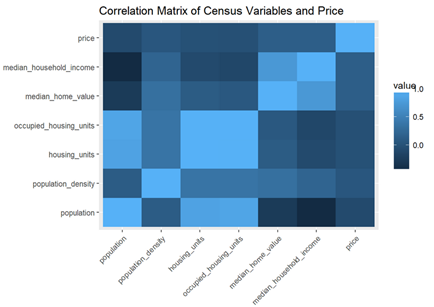 Correlation Matrix of Census Variables and Price
price
median_household_income
median_home_value
occupied_housing_units
housing_units
population_density
population
population
population_density
housing_units
occupied_housing_units
median_home_value
median_household_income
price
value
1.0
0.5
0.0